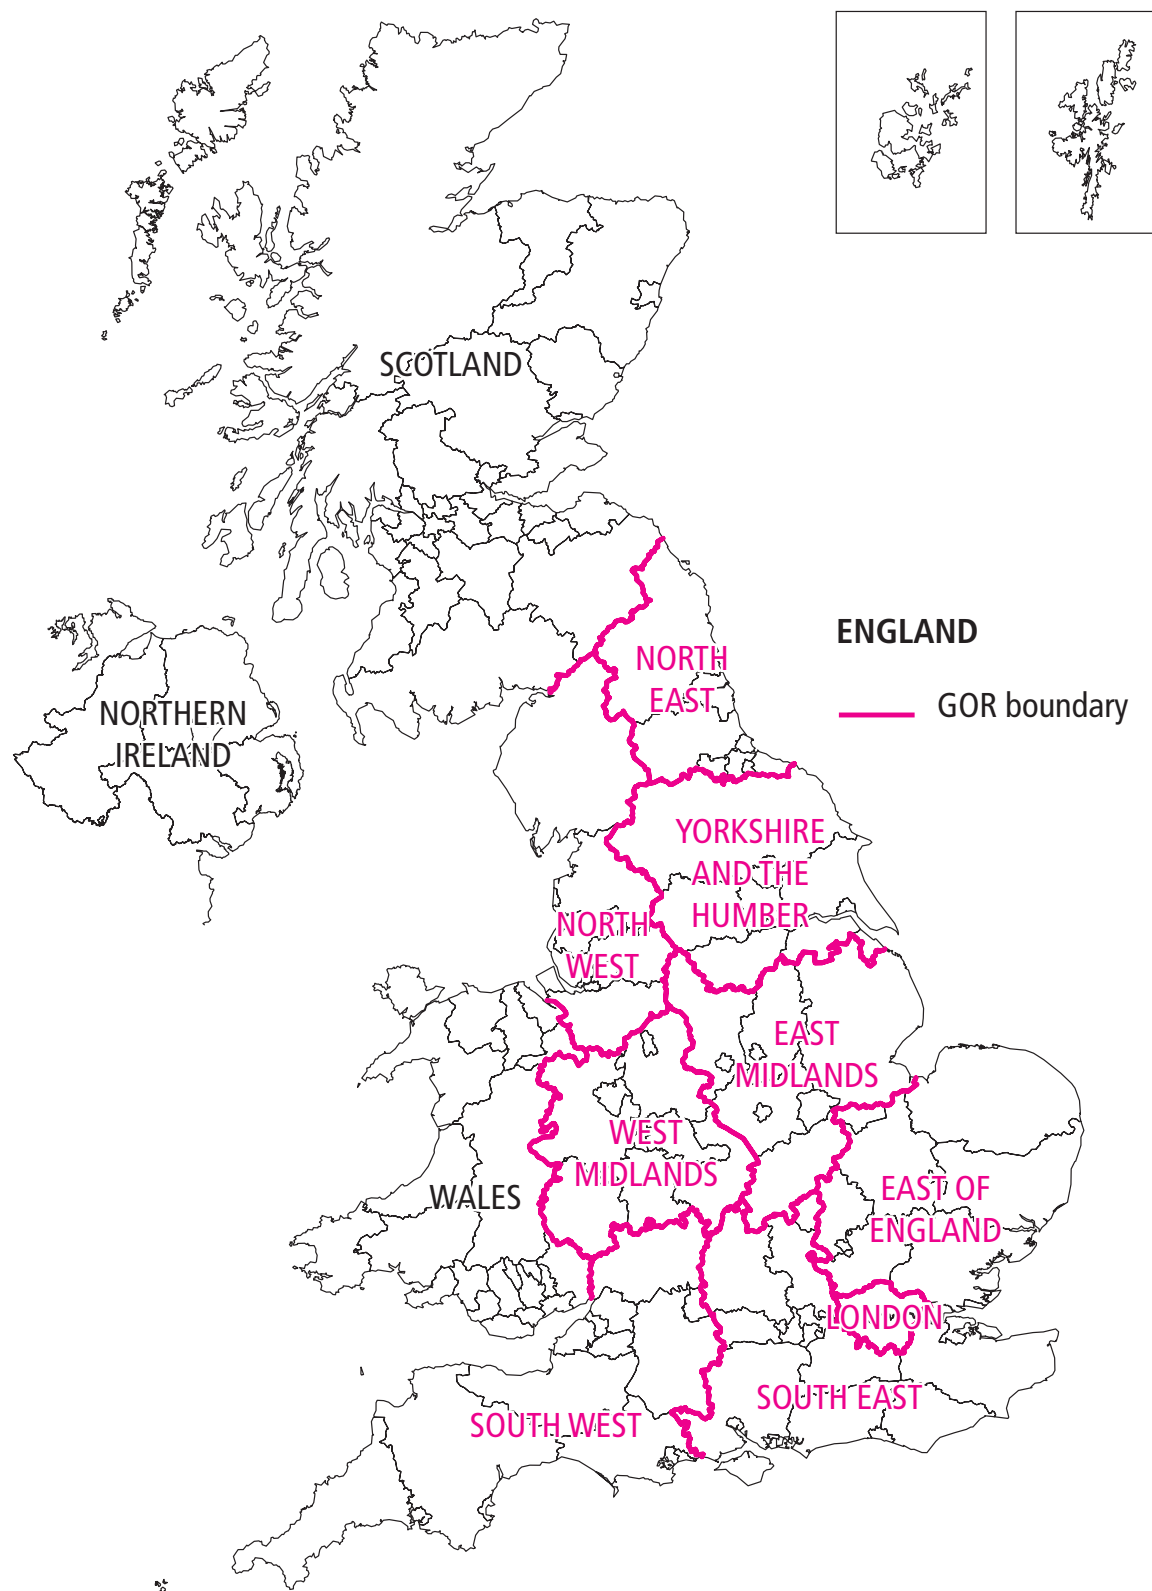 SCOTLAND
ENGLAND
NORTH
EAST
GOR boundary
NORTHERN
IRELAND
YORKSHIRE
AND THE
HUMBER
NORTH
WEST
EAST
MIDLANDS
WEST
MIDLANDS
WALES
EAST OF
ENGLAND
LONDON
SOUTH EAST
SOUTH WEST